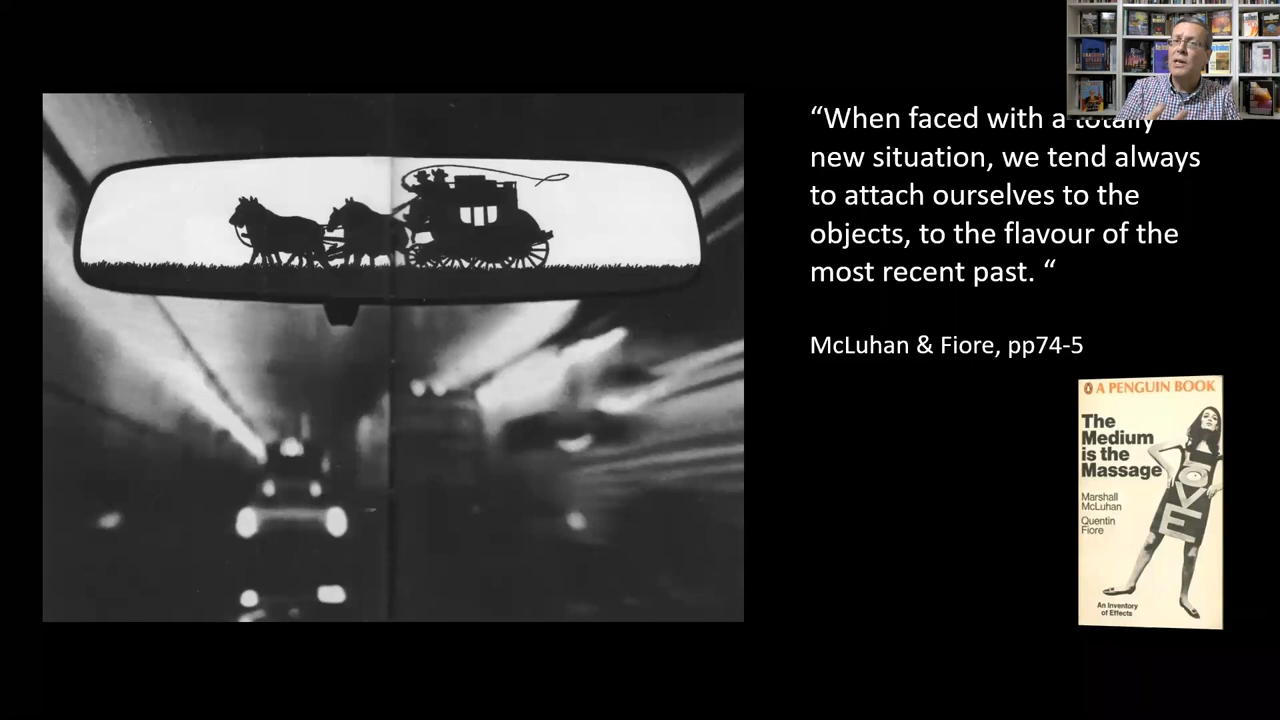 “When faced with a totally
new situation, we tend always
to attach ourselves to the
objects, to the flavour of the
most recent past. “
McLuhan & Fiore, pp74-5
A PENGUIN BOOK
The
Medium
is the
Massage
Marshall
McLuhan
Quentin
Fiore
LOVE
An Inventory
of Effects